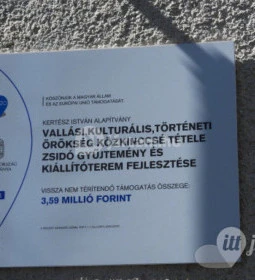 KÖSZÖNJÜK A MAGYAR ÁLLAM
ÉS AZ EURÓPAI UNIÓ TÁMOGATÁSÁT!
KERTÉSZ ISTVÁN ALAPÍTVÁNY
VALLÁSI, KULTURÁLIS, TÖRTÉNETI
ÖRÖKSÉG KÖZKINCCSÉ TÉTELE
ZSIDÓ GYŰJTEMÉNY ÉS
KIÁLLÍTÓTEREM FEJLESZTÉSE
VISSZA NEM TÉRÍTENDŐ TÁMOGATÁS ÖSSZEGE:
3,59 MILLIÓ FORINT
itt